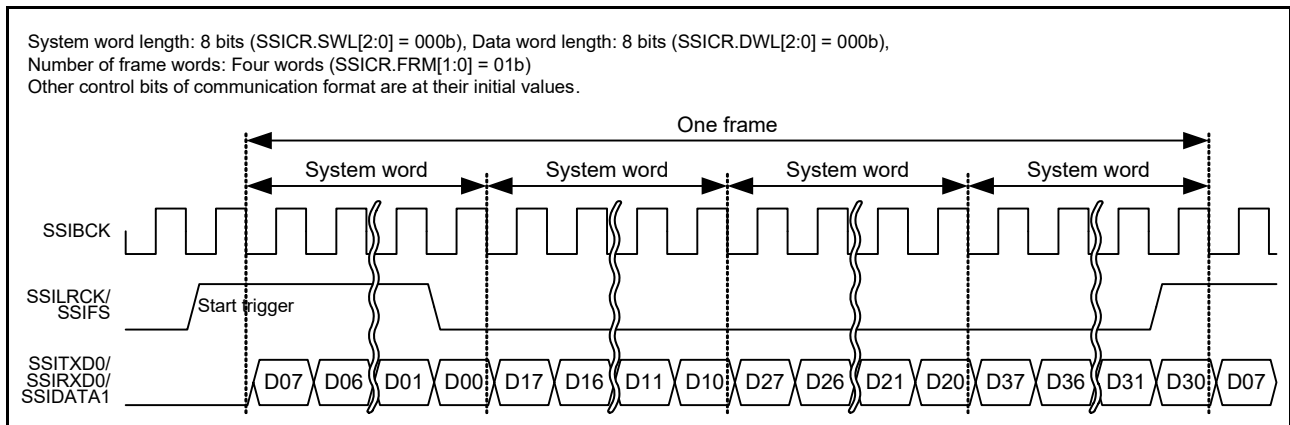 System word length: 8 bits (SSICR.SWL[2:0] = 000b), Data word length: 8 bits (SSICR.DWL[2:0] = 000b),
Number of frame words: Four words (SSICR.FRM[1:0] = 01b)
Other control bits of communication format are at their initial values.
One frame
System word System word System word System word
SSIBCK
SSILRCK/
SSIFS
Start trigger
SSITXD0/
SSIRXD0/
SSIDATA1
D07 D06 D01 D00 D17 D16 D11 D10 D27 D26 D21 D20 D37 D36 D31 D30 D07